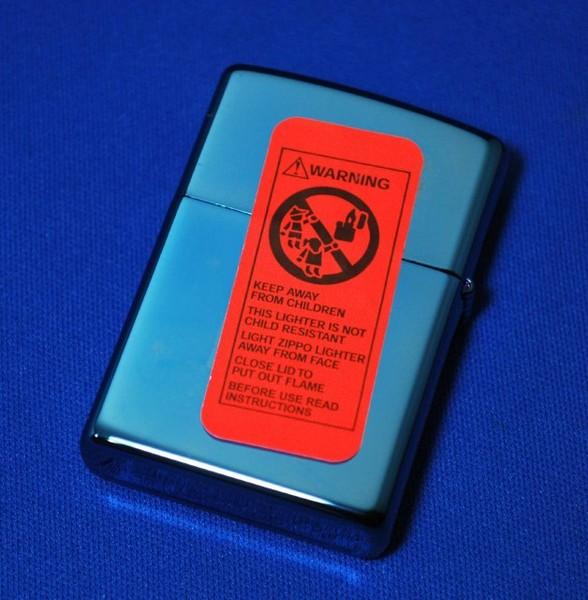 WARNING
KEEP AWAY
FROM CHILDREN
THIS LIGHTER IS NOT
CHILD RESISTANT
LIGHT ZIPPO LIGHTER
AWAY FROM FACE
CLOSE LID TO
PUT OUT FLAME
BEFORE USE READ
INSTRUCTIONS